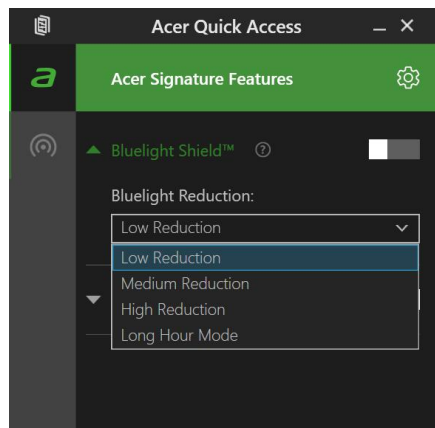 Acer Quick Access
Acer Signature Features
Bluelight Shield™
Bluelight Reduction:
Low Reduction
Low Reduction
Medium Reduction
High Reduction
Long Hour Mode